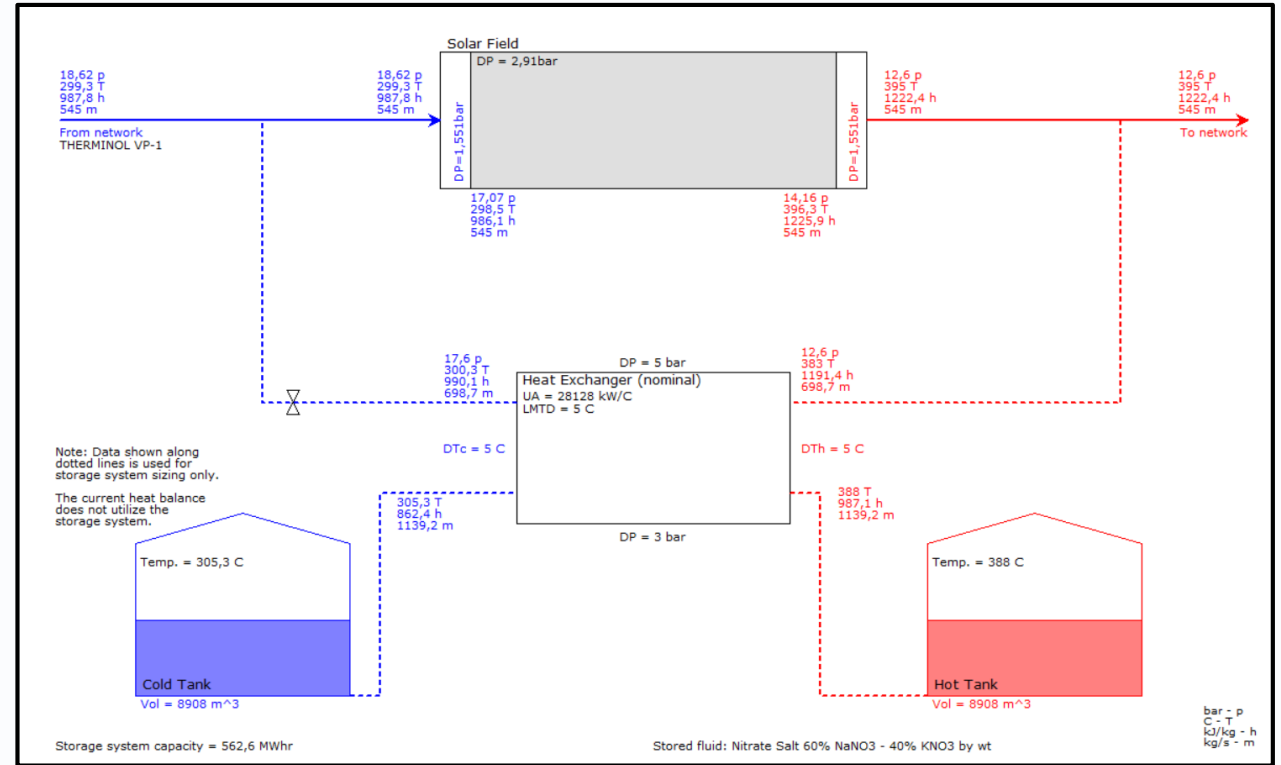 Solar Field
DP = 2,91bar
18,62 p
299,3 T
987,8 h
545 m
18,62 p
299,3 T
987,8 h
545 m
12,6 p
395 T
1222,4 h
545 m
12,6 p
395 T
1222,4 h
545 m
From network
THERMINOL VP-1
To network
DP=1,551bar
DP=1,551bar
17,07 p
298,5 T
986,1 h
545 m
14,16 p
396,3 T
1225,9 h
545 m
17,6 p
300,3 T
990,1 h
698,7 m
DP = 5 bar
12,6 p
383 T
1191,4 h
698,7 m
Heat Exchanger (nominal)
UA = 28128 kW/C
LMTD = 5 C
DTc = 5 C
DTh = 5 C
Note: Data shown along
dotted lines is used for
storage system sizing only.
The current heat balance
does not utilize the
storage system.
305,3 T
862,4 h
1139,2 m
388 T
987,1 h
1139,2 m
DP = 3 bar
Temp. = 305,3 C
Temp. = 388 C
Cold Tank
Vol = 8908 m^3
Hot Tank
Vol = 8908 m^3
bar - p
C - T
kJ/kg - h
kg/s - m
Storage system capacity = 562,6 MWhr
Stored fluid: Nitrate Salt 60% NaNO3 - 40% KNO3 by wt